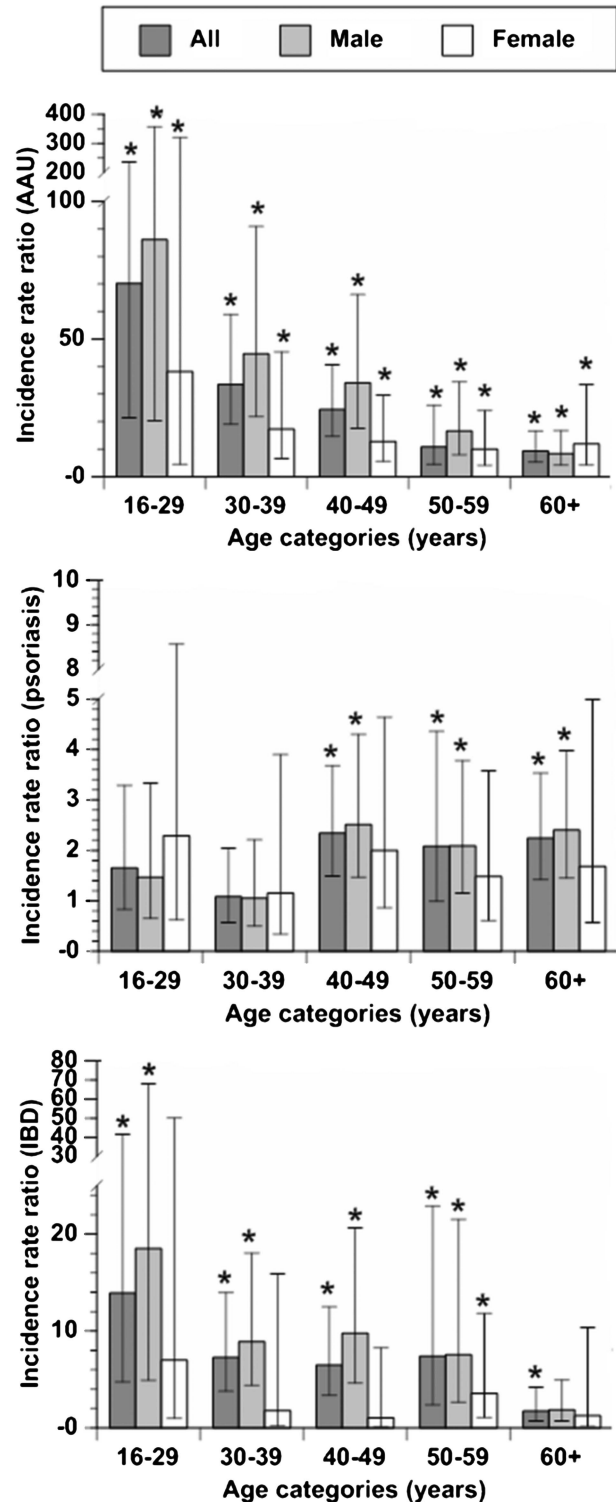 All Male Female
* * * * * * * * * * * * * * *
Incidence rate ratio (AAU)
400
300
200
100
50
-0
16-29 30-39 40-49 50-59 60+
Age categories (years)
* * * * * *
Incidence rate ratio (psoriasis)
10
9
8
5
4
3
2
1
-0
16-29 30-39 40-49 50-59 60+
Age categories (years)
* * * * * * * * * *
Incidence rate ratio (IBD)
80
70
60
50
40
30
20
10
-0
16-29 30-39 40-49 50-59 60+
Age categories (years)